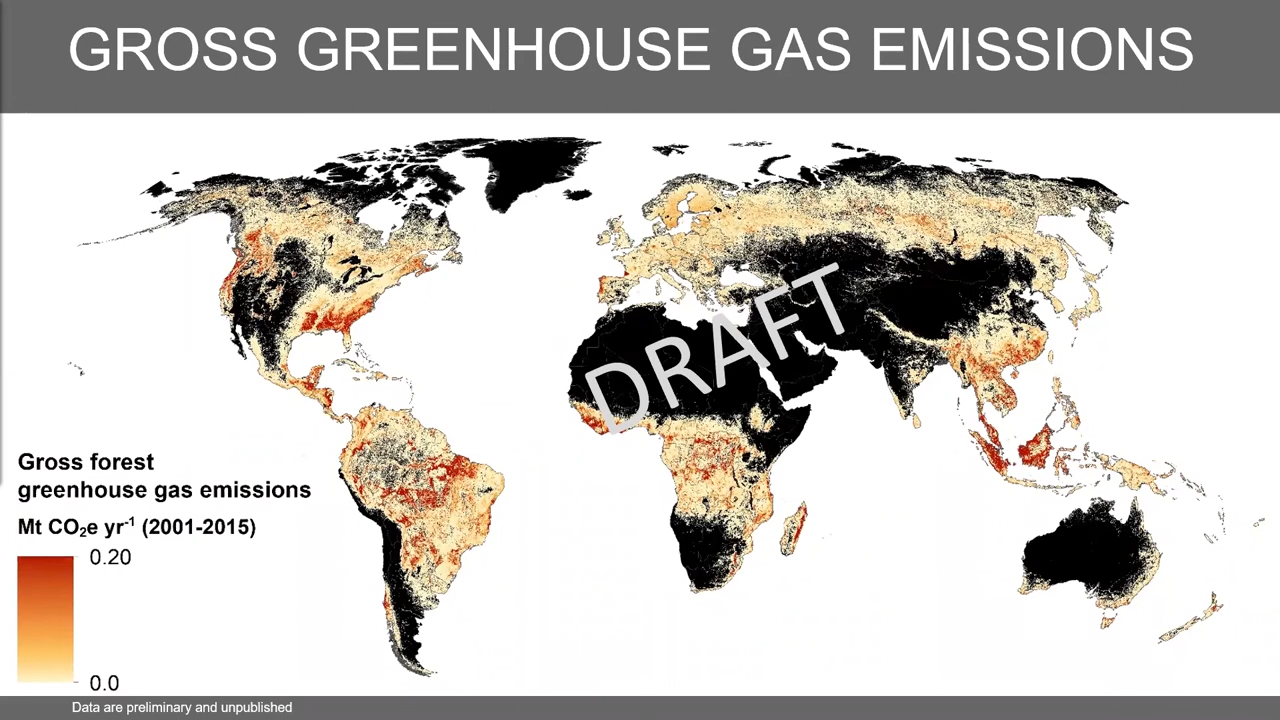 GROSS GREENHOUSE GAS EMISSIONS
DRAFT
Gross forest
greenhouse gas emissions
Mt CO₂e yr⁻¹ (2001-2015)
0.20
0.0
Data are preliminary and unpublished